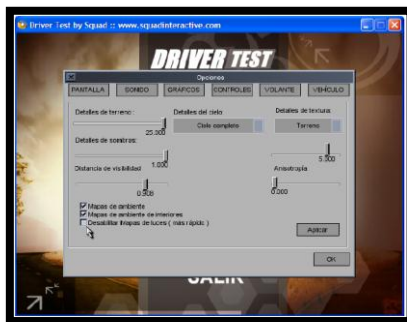 Driver Test by Squad :: www.squadinteractive.com
DRIVER TEST
Opciones
PANTALLA SONIDO GRÁFICOS CONTROLES VOLANTE VEHÍCULO
Detalles de terreno: Detalles del cielo Detalles de textura
25.000 Cielo completo Terreno
Detalles de sombras:
1.000 5.000
Distancia de visibilidad Anisotropía
0.908 0.000
Mapas de ambiente
Mapas de ambiente de interiores
Desabilitar Mapas de luces ( más rápido )
Aplicar
OK
SALIR